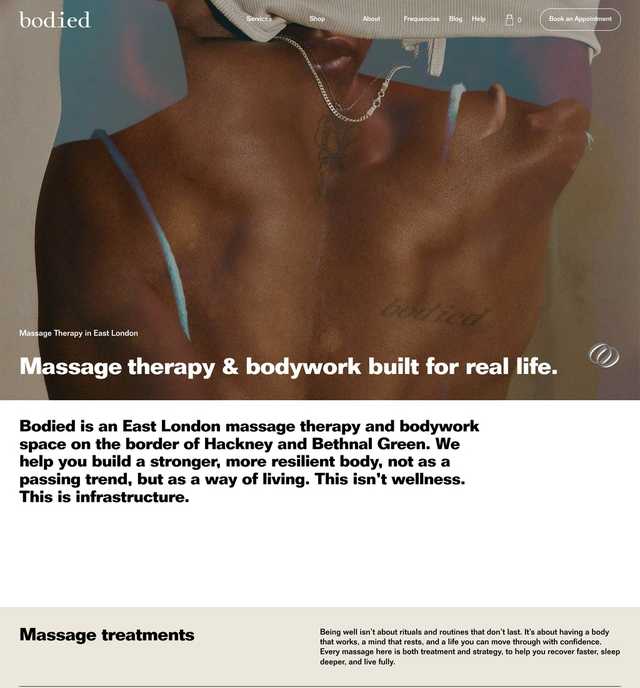 bodied
Services Shop About Frequencies Blog Help 0 Book an Appointment
bodied
Massage Therapy in East London
Massage therapy & bodywork built for real life.
Bodied is an East London massage therapy and bodywork
space on the border of Hackney and Bethnal Green. We
help you build a stronger, more resilient body, not as a
passing trend, but as a way of living. This isn't wellness.
This is infrastructure.
Massage treatments
Being well isn't about rituals and routines that don't last. It's about having a body
that works, a mind that rests, and a life you can move through with confidence.
Every massage here is both treatment and strategy, to help you recover faster, sleep
deeper, and live fully.